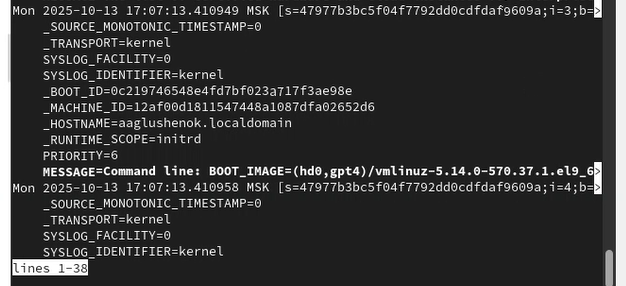 Mon 2025-10-13 17:07:13.410949 MSK [s=47977b3bc5f04f7792dd0cdfdaf9609a;i=3;b=>
_SOURCE_MONOTONIC_TIMESTAMP=0
_TRANSPORT=kernel
SYSLOG_FACILITY=0
SYSLOG_IDENTIFIER=kernel
_BOOT_ID=0c219746548e4fd7bf023a717f3ae98e
_MACHINE_ID=12af00d1811547448a1087dfa02652d6
_HOSTNAME=aaglushenok.localdomain
_RUNTIME_SCOPE=initrd
PRIORITY=6
MESSAGE=Command line: BOOT_IMAGE=(hd0,gpt4)/vmlinuz-5.14.0-570.37.1.el9_6>
Mon 2025-10-13 17:07:13.410958 MSK [s=47977b3bc5f04f7792dd0cdfdaf9609a;i=4;b=>
_SOURCE_MONOTONIC_TIMESTAMP=0
_TRANSPORT=kernel
SYSLOG_FACILITY=0
SYSLOG_IDENTIFIER=kernel
lines 1-38